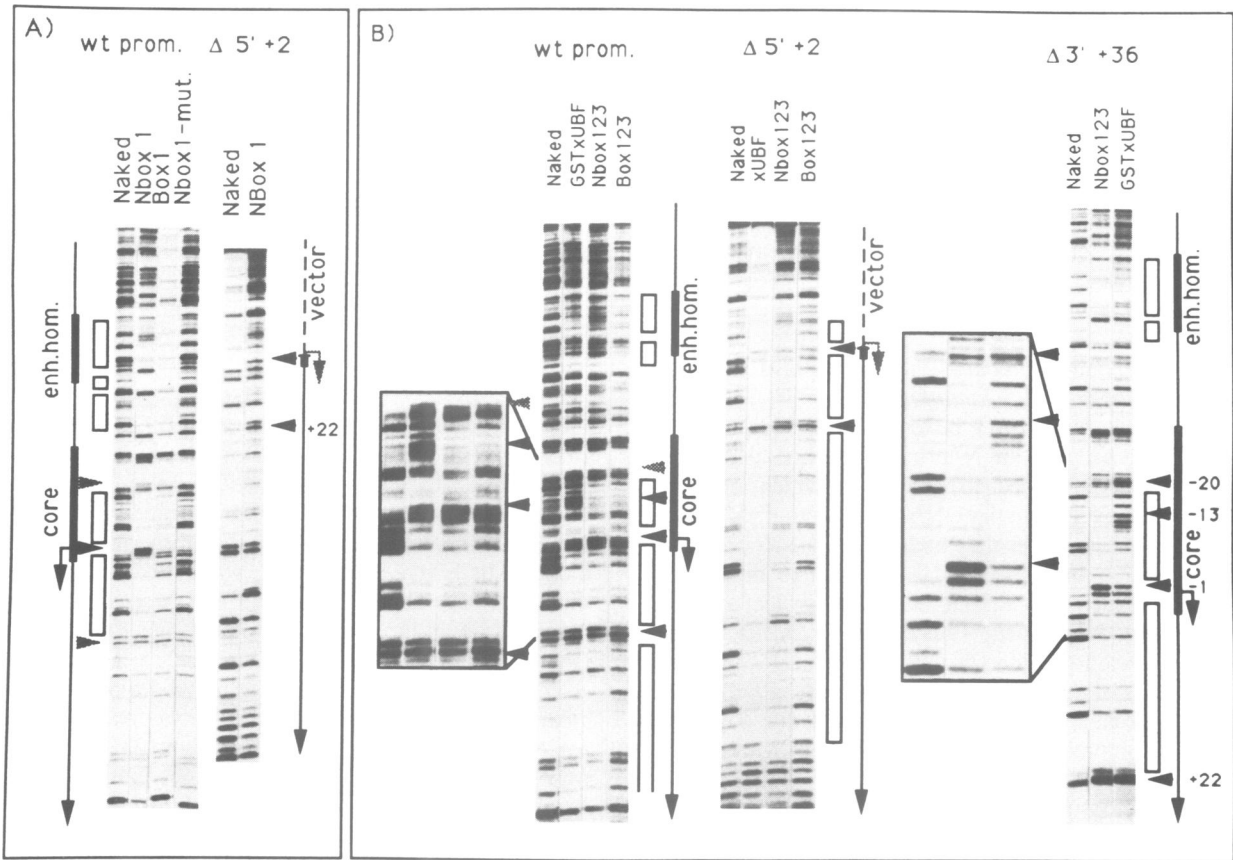 A)
wt prom.
Δ 5' +2
Naked
Nbox 1
Box1
Nbox1-mut.
Naked
NBox 1
enh.hom.
core
vector
+22
B)
wt prom.
Δ 5' +2
Δ 3' +36
Naked
GSTxUBF
Nbox123
Box123
Naked
xUBF
Nbox123
Box123
Naked
Nbox123
GSTxUBF
enh.hom.
core
vector
enh.hom.
core
-20
-13
-1
+22